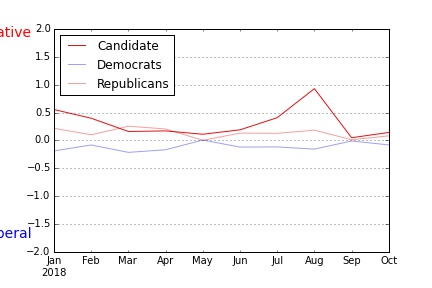 ative
beral
2.0
1.5
1.0
0.5
0.0
−0.5
−1.0
−1.5
−2.0
Candidate
Democrats
Republicans
Jan Feb Mar Apr May Jun Jul Aug Sep Oct
2018